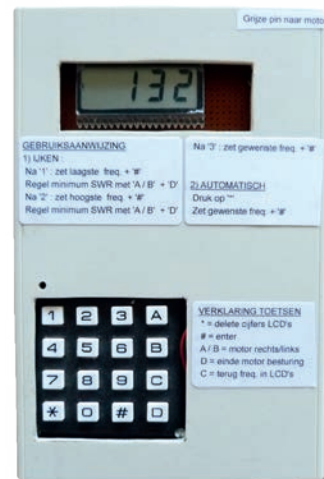 Grijze pin naar moto
132
GEBRUIKSAANWIJZING
1) IJKEN :
Na '1' : zet laagste freq. + '#'
Regel minimum SWR met 'A / B' + 'D'
Na '2' : zet hoogste freq. + '#'
Regel minimum SWR met 'A / B' + 'D'
Na '3' : zet gewenste freq. + '#'
2) AUTOMATISCH
Druk op '*'
Zet gewenste freq. + '#'
VERKLARING TOETSEN
* = delete cijfers LCD's
# = enter
A / B = motor rechts/links
D = einde motor besturing
C = terug freq. in LCD's
1 2 3 A
4 5 6 B
7 8 9 C
* 0 # D